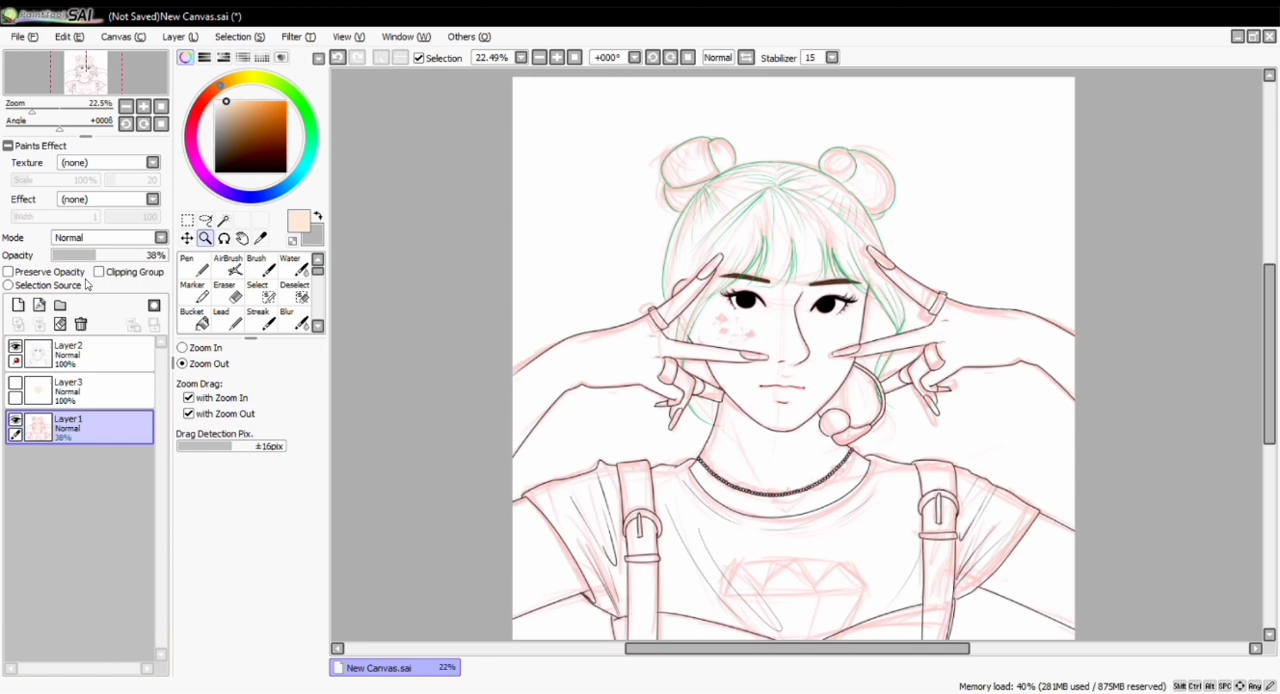 PaintTool SAI (Not Saved)New Canvas.sai (*)
File (F) Edit (E) Canvas (C) Layer (L) Selection (S) Filter (T) View (V) Window (W) Others (O)
Selection 22.49% +000° Normal Stabilizer 15
Zoom 22.5%
Angle +000ß
Paints Effect
Texture (none)
Scale 100% 20
Effect (none)
Width 1 100
Mode Normal
Opacity 38%
Preserve Opacity Clipping Group
Selection Source
Layer2
Normal
100%
Layer3
Normal
100%
Layer1
Normal
38%
Pen AirBrush Brush Water
Marker Eraser Select Deselect
Bucket Lead Streak Blur
Zoom In
Zoom Out
Zoom Drag:
with Zoom In
with Zoom Out
Drag Detection Pix.
±16pix
New Canvas.sai 22%
Memory load: 40% (281MB used / 875MB reserved) Shft Ctrl Alt SPC Any